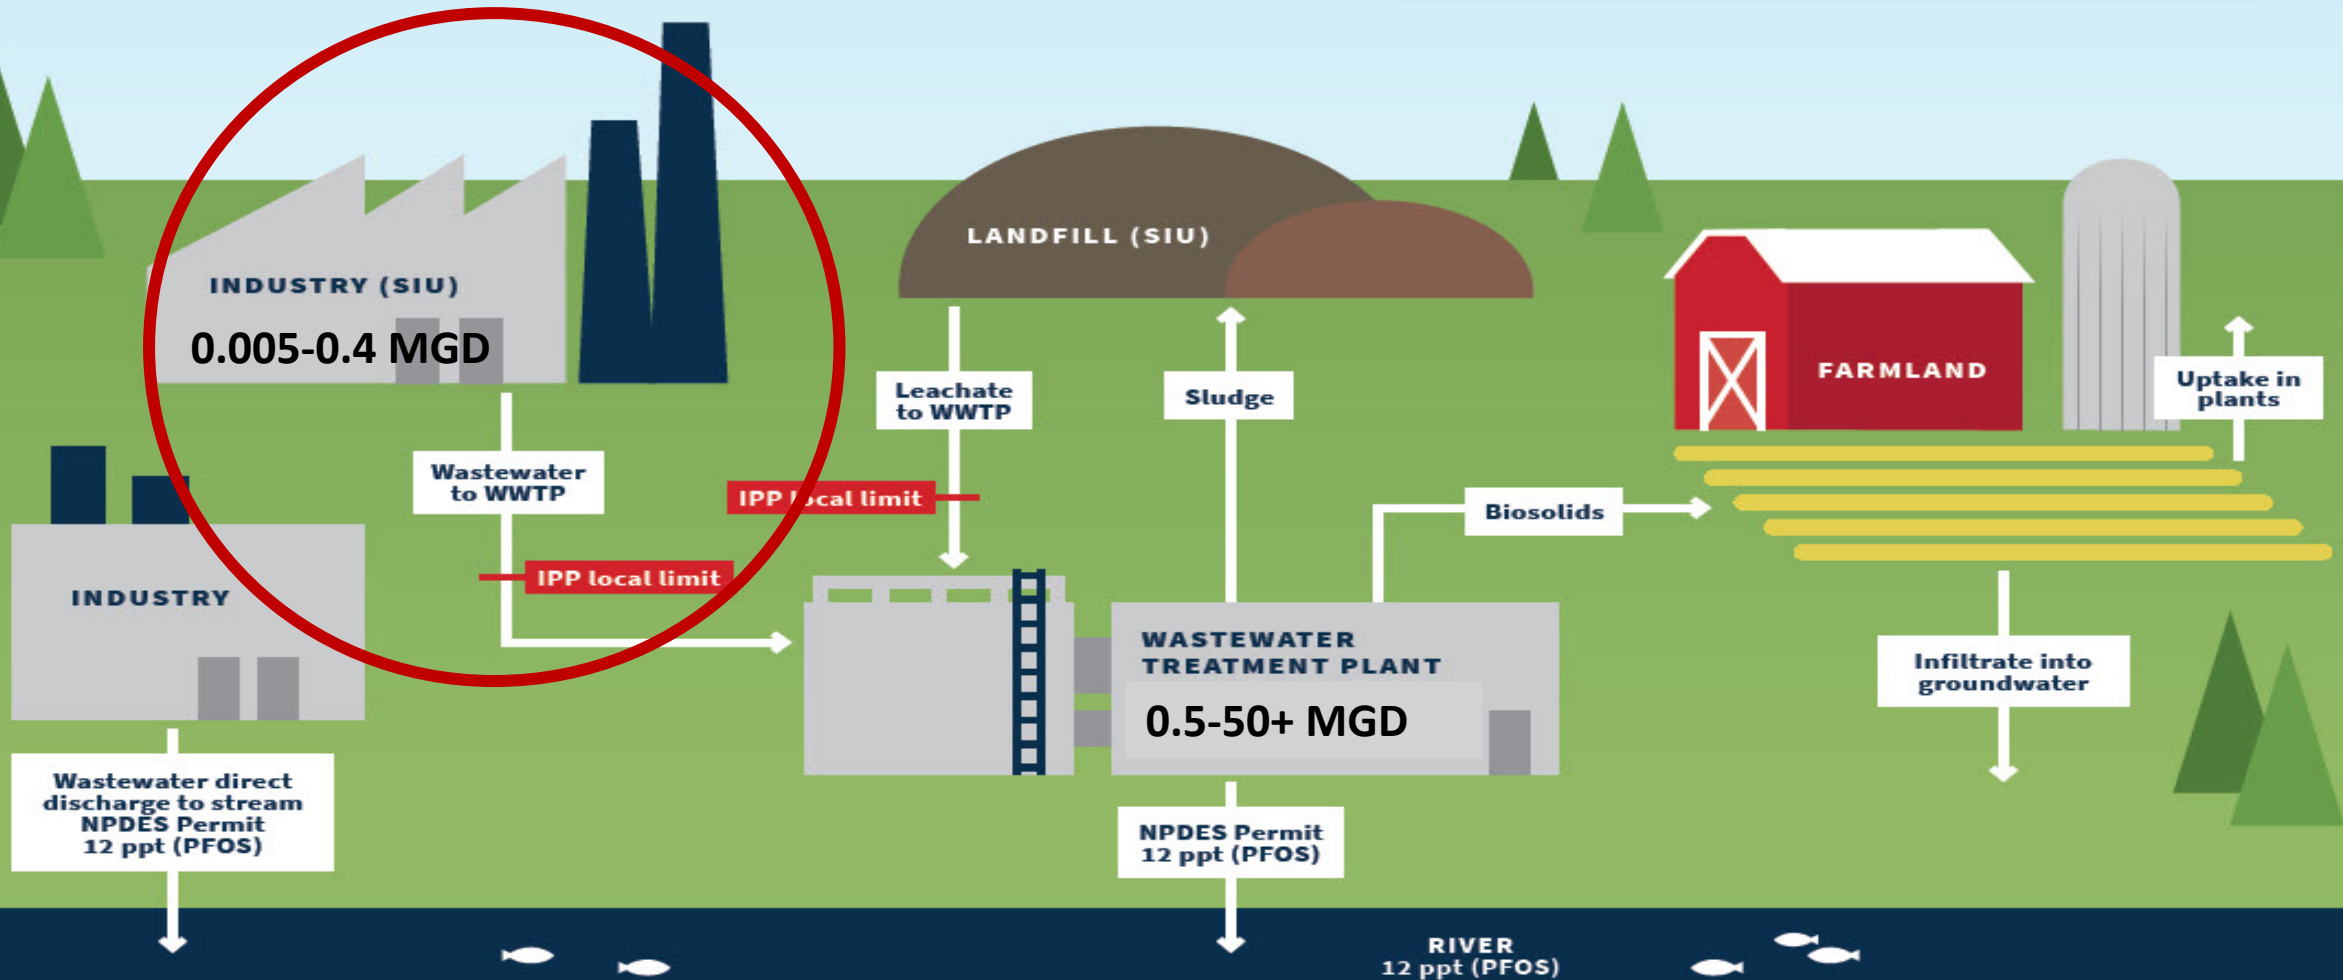 LANDFILL (SIU)
INDUSTRY (SIU)
0.005-0.4 MGD
FARMLAND
Uptake in
plants
Leachate
to WWTP
Sludge
Wastewater
to WWTP
IPP local limit
Biosolids
IPP local limit
INDUSTRY
WASTEWATER
TREATMENT PLANT
0.5-50+ MGD
Infiltrate into
groundwater
Wastewater direct
discharge to stream
NPDES Permit
12 ppt (PFOS)
NPDES Permit
12 ppt (PFOS)
RIVER
12 ppt (PFOS)